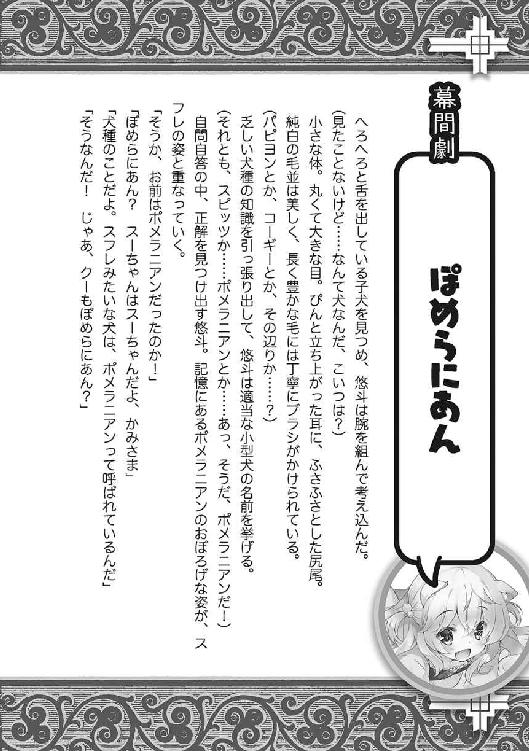 幕間劇
ぽめらにあん
へろへろと舌を出している子犬を見つめ、悠斗は腕を組んで考え込んだ。
(見たことないけど……なんて犬なんだ、こいつは?)
小さな体。丸くて大きな目。ぴんと立ち上がった耳に、ふさふさとした尻尾。
純白の毛並は美しく、長く豊かな毛には丁寧にブラシがかけられている。
(パピヨンとか、コーギーとか、その辺りか……?)
乏しい犬種の知識を引っ張り出して、悠斗は適当な小型犬の名前を挙げる。
(それとも、スピッツか……ポメラニアンとか……あっ、そうだ、ポメラニアンだー)
自問自答の中、正解を見つけ出す悠斗。記憶にあるポメラニアンのおぼろげな姿が、ス
フレの姿と重なっていく。
「そうか、お前はポメラニアンだったのか!」
「ぽめらにあん? スーちゃんはスーちゃんだよ、かみさま」
「犬種のことだよ。スフレみたいな犬は、ポメラニアンって呼ばれているんだ」
「そうなんだ! じゃあ、クーもぽめらにあん?」